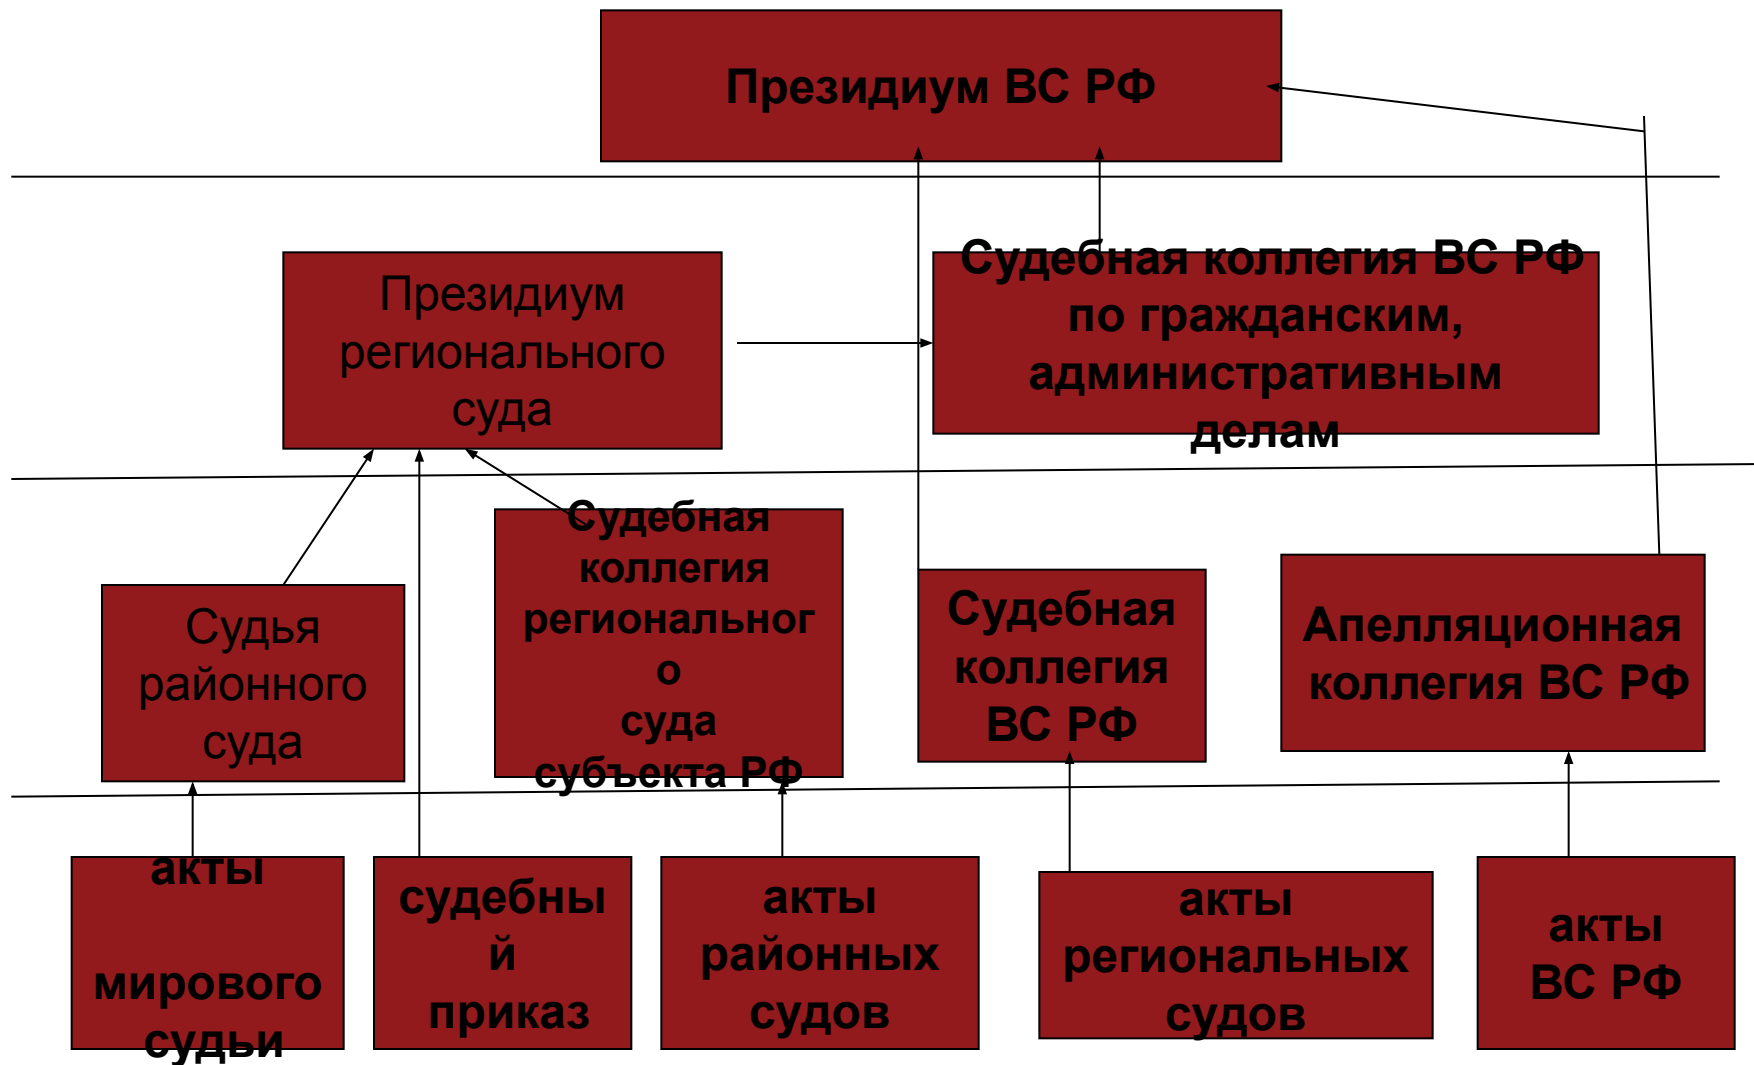 Президиум ВС РФ
Президиум
регионального
суда
Судебная коллегия ВС РФ
по гражданским,
административным
делам
Судья
районного
суда
Судебная
коллегия
региональног
о
суда
субъекта РФ
Судебная
коллегия
ВС РФ
Апелляционная
коллегия ВС РФ
акты
мирового
судьи
судебны
й
приказ
акты
районных
судов
акты
региональных
судов
акты
ВС РФ